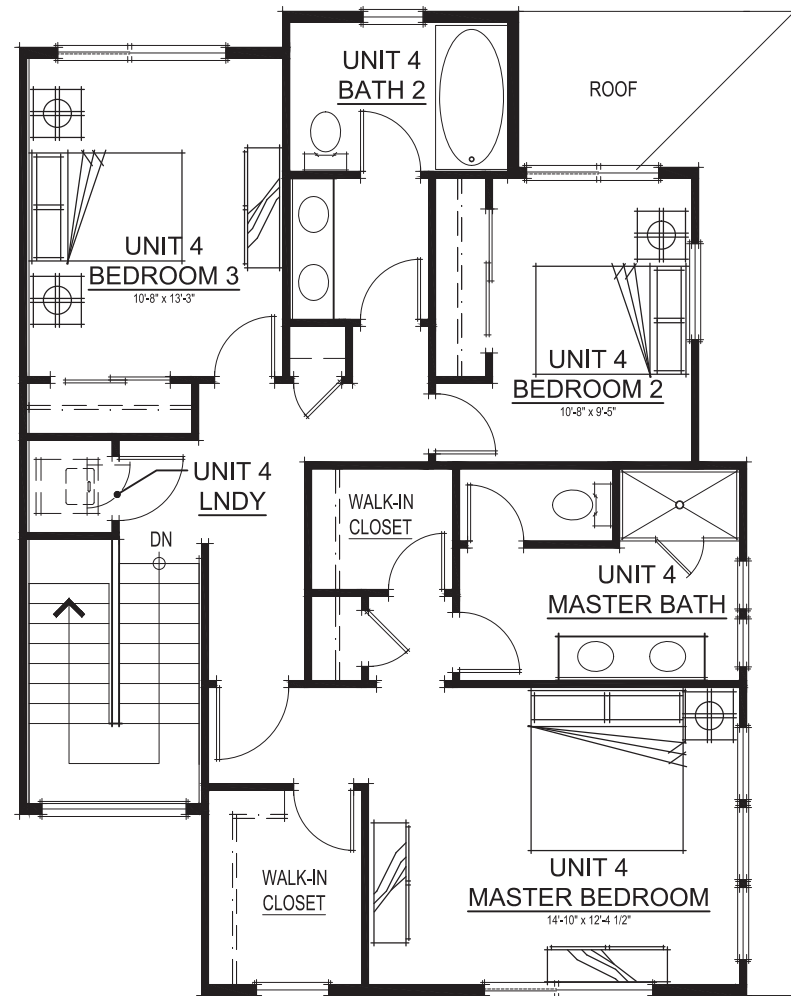 UNIT 4
BATH 2
ROOF
UNIT 4
BEDROOM 3
10'-8" x 13'-3"
UNIT 4
BEDROOM 2
10'-8" x 9'-5"
UNIT 4
LNDY
WALK-IN
CLOSET
DN
UNIT 4
MASTER BATH
WALK-IN
CLOSET
UNIT 4
MASTER BEDROOM
14'-10" x 12'-4 1/2"